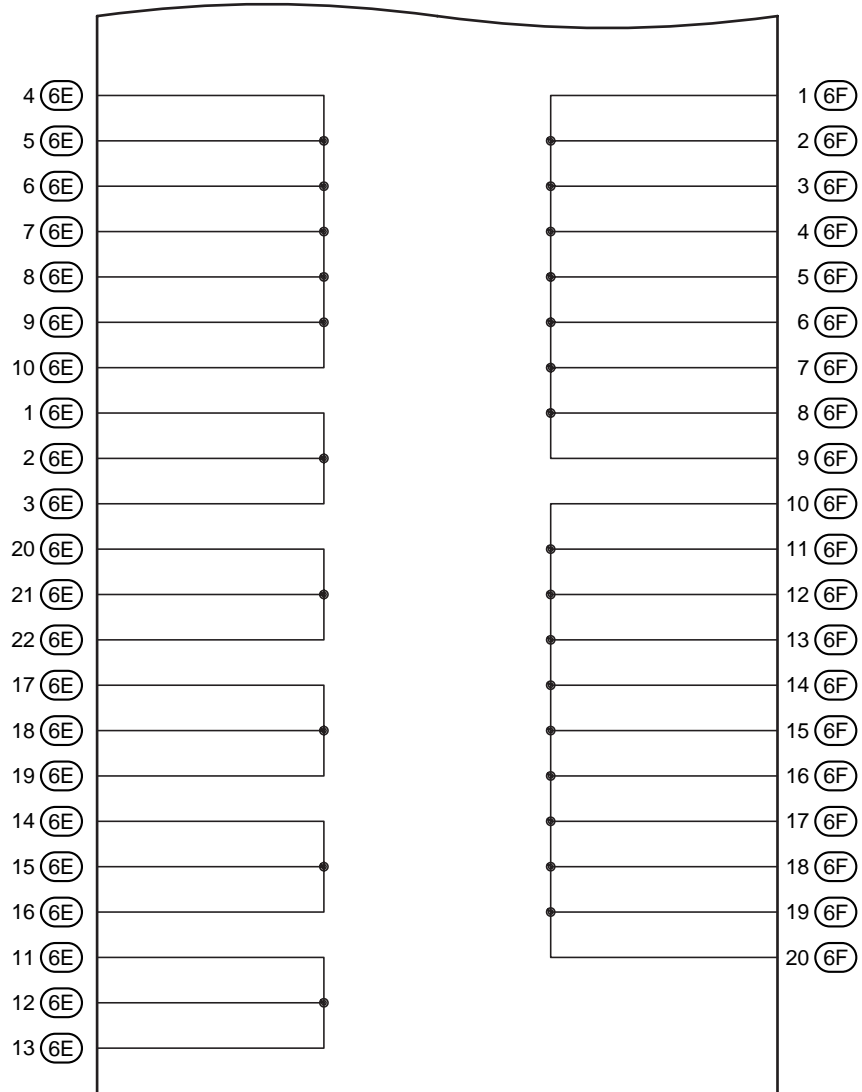 4 6E
5 6E
6 6E
7 6E
8 6E
9 6E
10 6E
1 6E
2 6E
3 6E
20 6E
21 6E
22 6E
17 6E
18 6E
19 6E
14 6E
15 6E
16 6E
11 6E
12 6E
13 6E
1 6F
2 6F
3 6F
4 6F
5 6F
6 6F
7 6F
8 6F
9 6F
10 6F
11 6F
12 6F
13 6F
14 6F
15 6F
16 6F
17 6F
18 6F
19 6F
20 6F